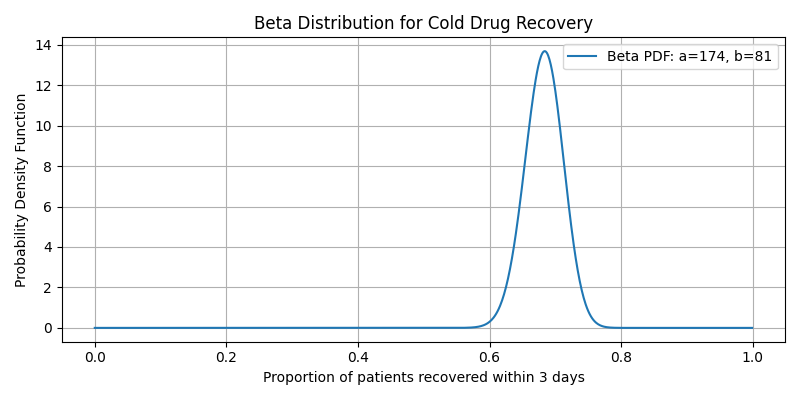 Beta Distribution for Cold Drug Recovery
Beta PDF: a=174, b=81
Probability Density Function
14
12
10
8
6
4
2
0
0.0 0.2 0.4 0.6 0.8 1.0
Proportion of patients recovered within 3 days